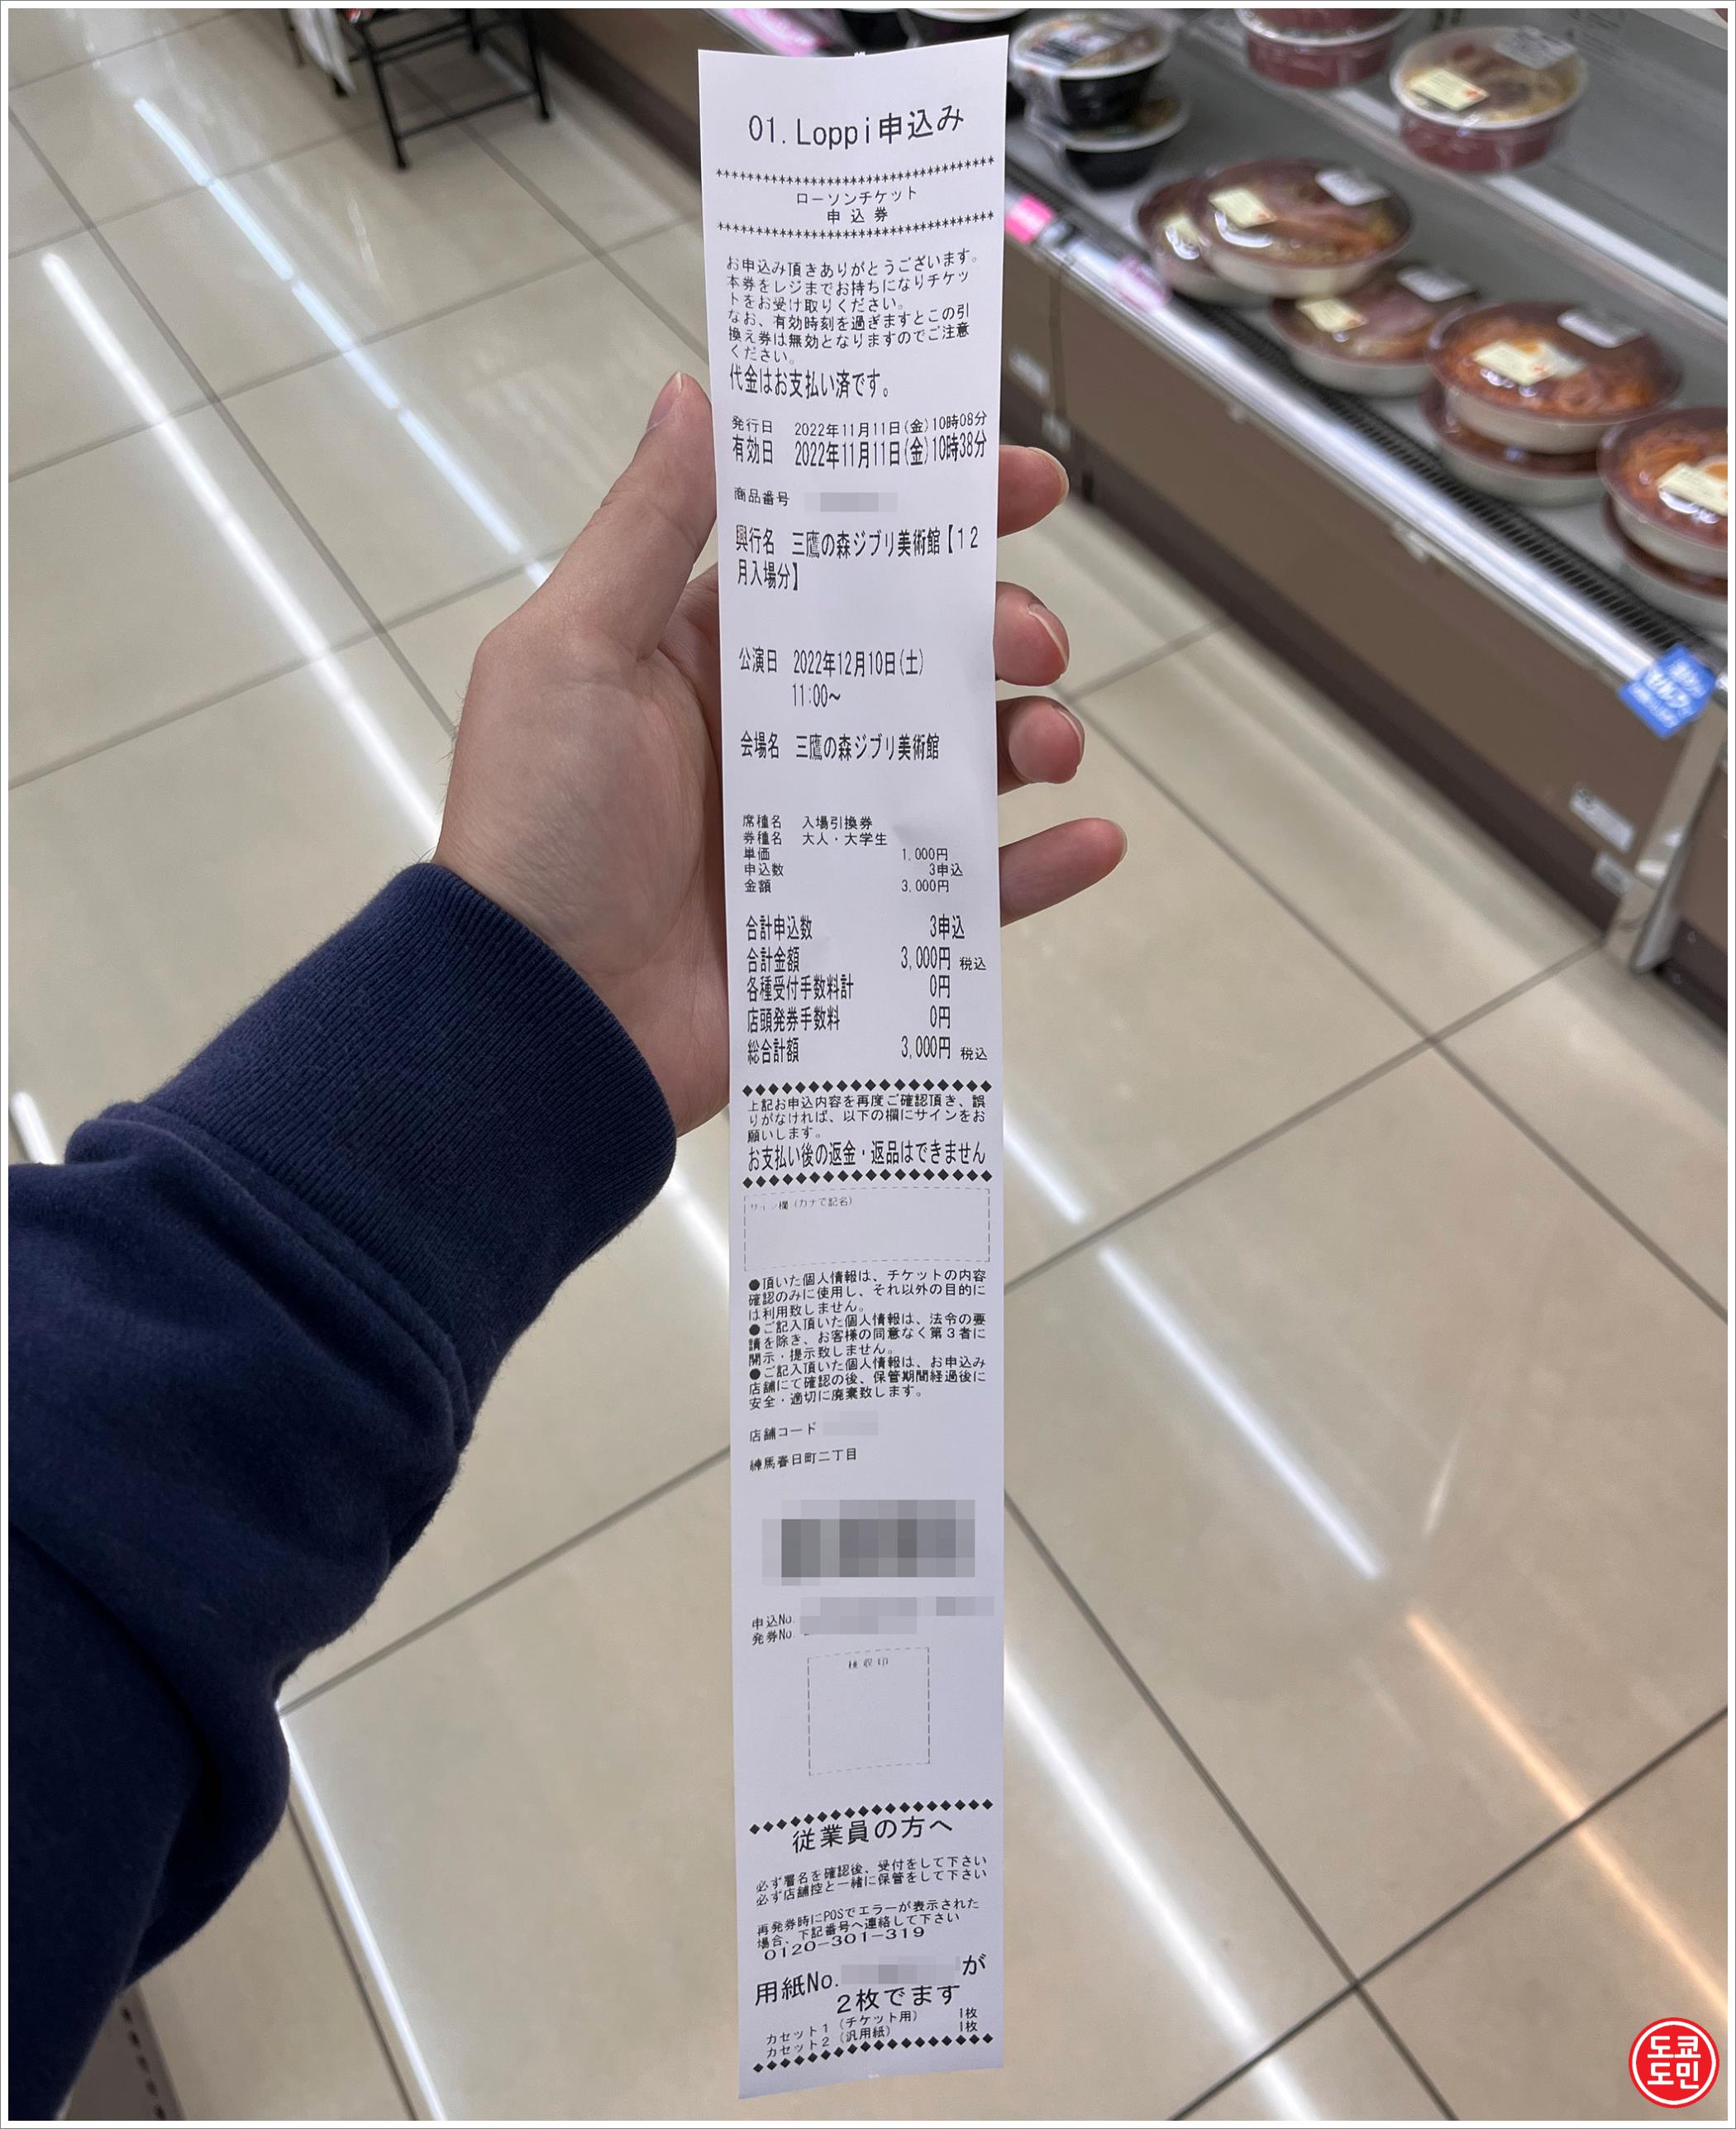 01.Loppi申込み
ローソンチケット
申込券
お申込み頂きありがとうございます。
本券をレジまでお持ちになりチケッ
トをお受け取りください。
なお、有効時刻を過ぎますとこの引
換え券は無効となりますのでご注意
ください。
代金はお支払い済です。
発行日 2022年11月11日(金)10時08分
有効日 2022年11月11日(金)10時38分
商品番号
興行名 三鷹の森ジブリ美術館【12
月入場分】
公演日 2022年12月10日(土)
11:00〜
会場名 三鷹の森ジブリ美術館
席種名 入場引換券
券種名 大人・大学生
単価 1,000円
申込数 3申込
金額 3,000円
合計申込数 3申込
合計金額 3,000円 税込
各種受付手数料計 0円
店頭発券手数料 0円
総合計額 3,000円 税込
上記お申込内容を再度ご確認頂き、誤
りがなければ、以下の欄にサインをお
願いします。
お支払い後の返金・返品はできません
サイン欄（カナで記名）
●頂いた個人情報は、チケットの内容
確認のみに使用し、それ以外の目的に
は利用致しません。
●ご記入頂いた個人情報は、法令の要
請を除き、お客様の同意なく第３者に
開示・提示致しません。
●ご記入頂いた個人情報は、お申込み
店舗にて確認の後、保管期間経過後に
安全・適切に廃棄致します。
店舗コード
練馬春日町二丁目
申込No.
発券No.
検収印
従業員の方へ
必ず署名を確認後、受付をして下さい
必ず店舗控と一緒に保管をして下さい
再発券時にPOSでエラーが表示された
場合、下記番号へ連絡して下さい
0120-301-319
用紙No. が
2枚でます
カセット1（チケット用） 1枚
カセット2（汎用紙） 1枚
도쿄
도민